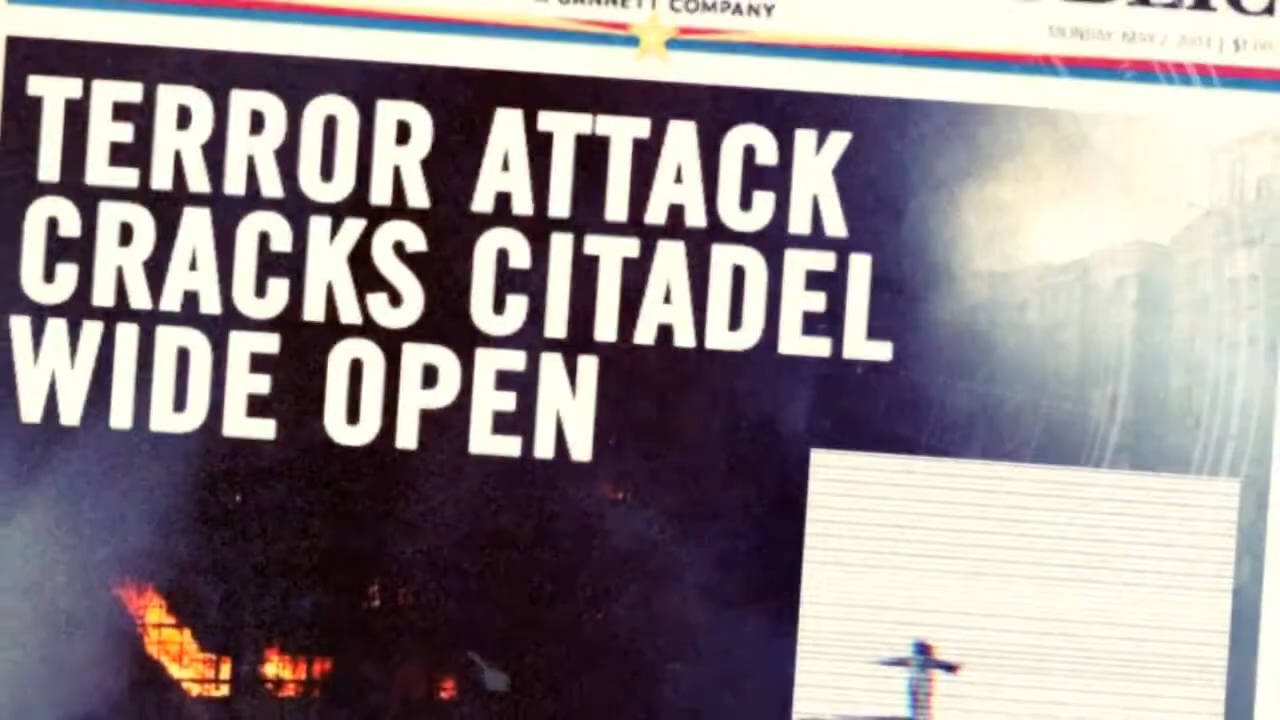 GANNETT COMPANY
TERROR ATTACK
CRACKS CITADEL
WIDE OPEN